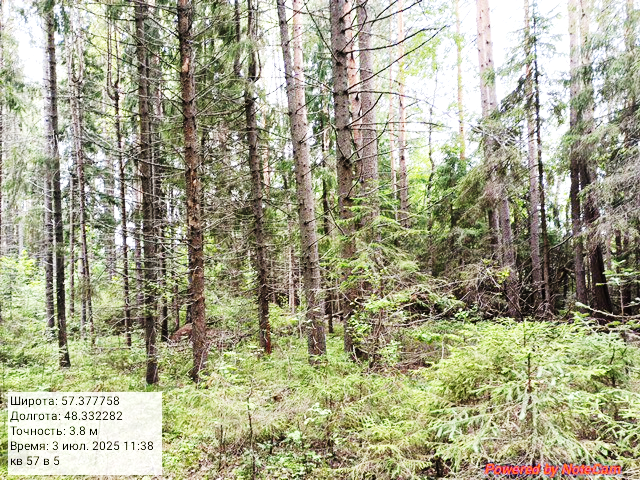 Широта: 57.377758
Долгота: 48.332282
Точность: 3.8 м
Время: 3 июл. 2025 11:38
кв 57 в 5
Powered by NoteCam